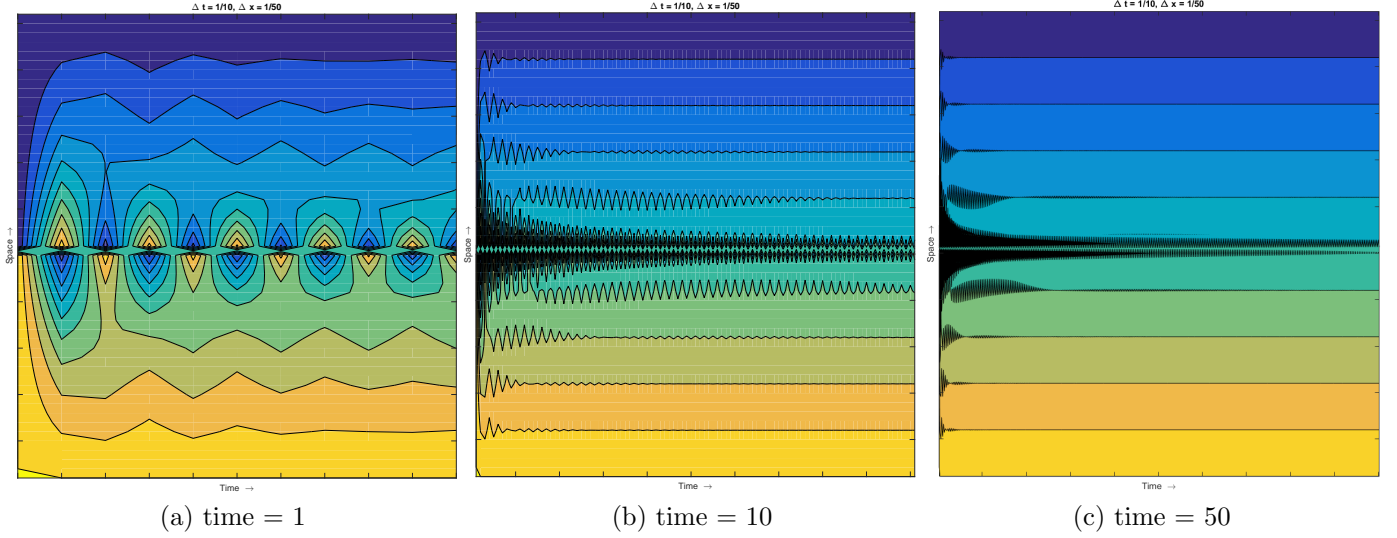 Δ t = 1/10, Δ x = 1/50
Space →
Time →
(a) time = 1
Δ t = 1/10, Δ x = 1/50
Space →
Time →
(b) time = 10
Δ t = 1/10, Δ x = 1/50
Space →
Time →
(c) time = 50